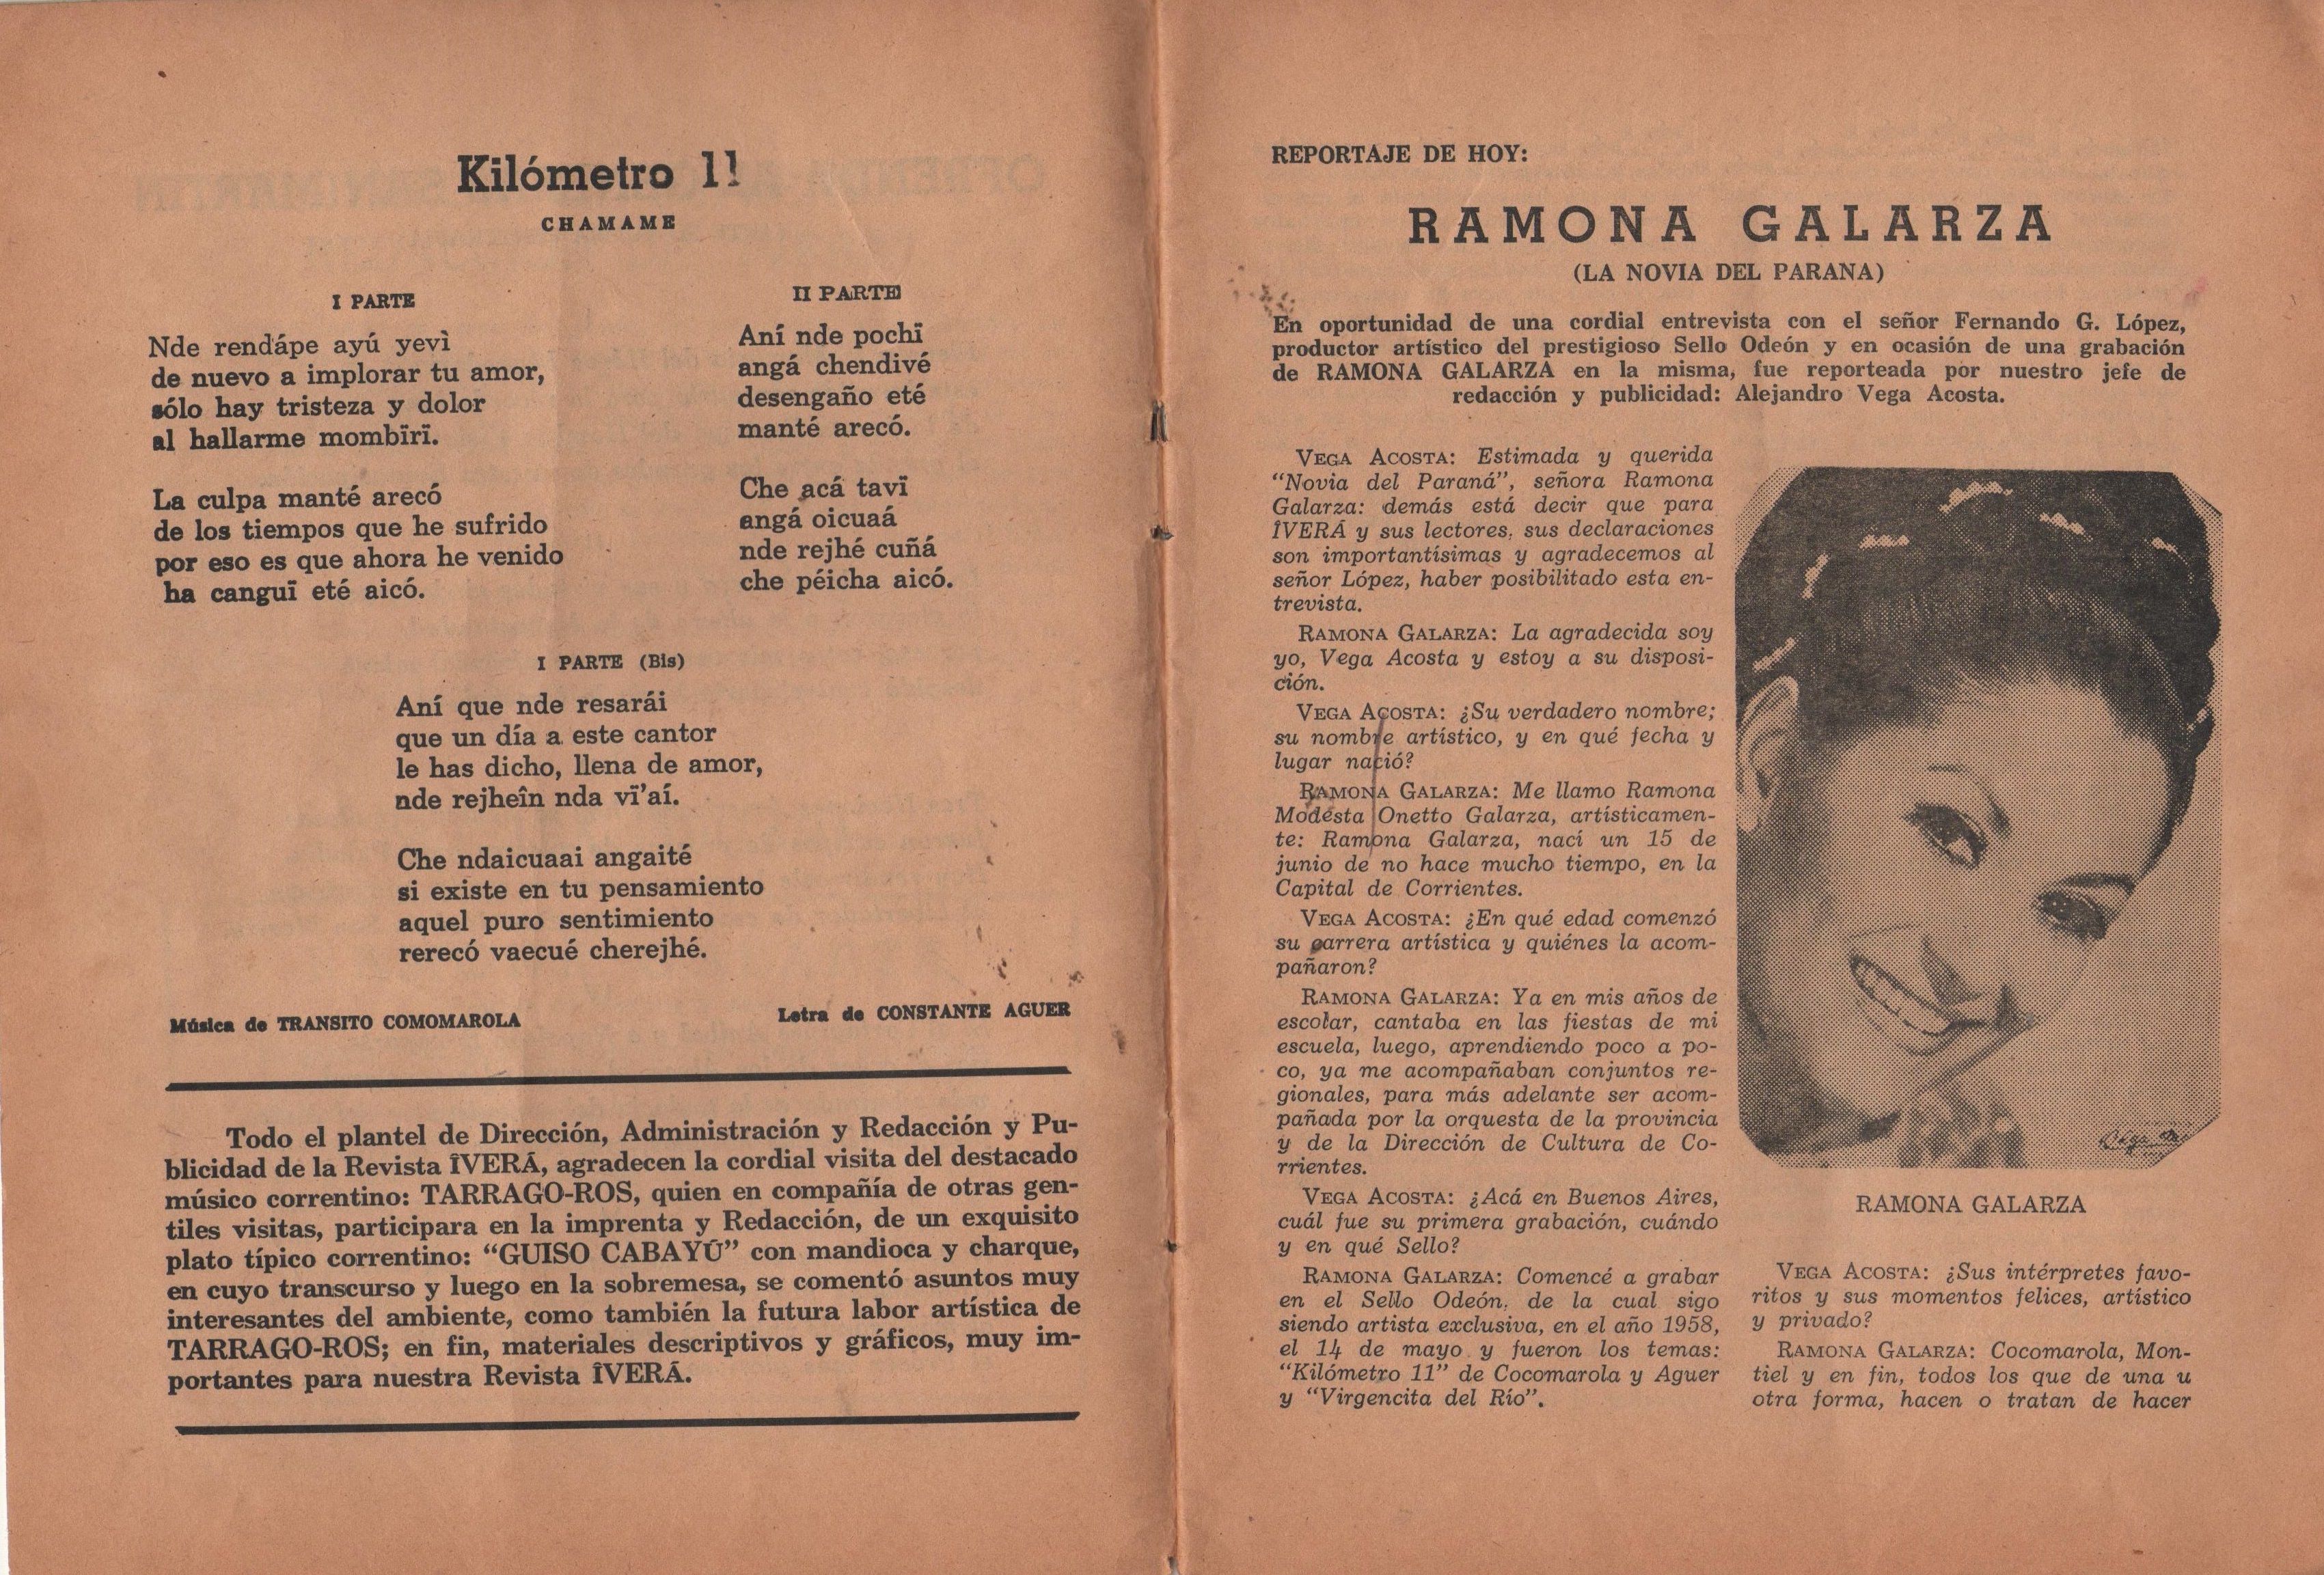 Kilómetro 11
CHAMAME
I PARTE
Nde rendápe ayú yevì
de nuevo a implorar tu amor,
sólo hay tristeza y dolor
al hallarme mombïrï.
La culpa manté arecó
de los tiempos que he sufrido
por eso es que ahora he venido
ha canguï eté aicó.
II PARTE
Aní nde pochï
angá chendivé
desengaño eté
manté arecó.
Che acá tavï
angá oicuaá
nde rejhé cuñá
che péicha aicó.
I PARTE (Bis)
Aní que nde resarái
que un día a este cantor
le has dicho, llena de amor,
nde rejheîn nda vï'aí.
Che ndaicuaai angaité
si existe en tu pensamiento
aquel puro sentimiento
rerecó vaecué cherejhé.
Música de TRANSITO COMOMAROLA
Letra de CONSTANTE AGUER
Todo el plantel de Dirección, Administración y Redacción y Pu-
blicidad de la Revista ÎVERÁ, agradecen la cordial visita del destacado
músico correntino: TARRAGO-ROS, quien en compañía de otras gen-
tiles visitas, participara en la imprenta y Redacción, de un exquisito
plato típico correntino: “GUISO CABAYÚ” con mandioca y charque,
en cuyo transcurso y luego en la sobremesa, se comentó asuntos muy
interesantes del ambiente, como también la futura labor artística de
TARRAGO-ROS; en fin, materiales descriptivos y gráficos, muy im-
portantes para nuestra Revista ÎVERÁ.
REPORTAJE DE HOY:
RAMONA GALARZA
(LA NOVIA DEL PARANA)
En oportunidad de una cordial entrevista con el señor Fernando G. López,
productor artístico del prestigioso Sello Odeón y en ocasión de una grabación
de RAMONA GALARZA en la misma, fue reporteada por nuestro jefe de
redacción y publicidad: Alejandro Vega Acosta.
VEGA ACOSTA: Estimada y querida
“Novia del Paraná”, señora Ramona
Galarza: demás está decir que para
ÎVERÁ y sus lectores, sus declaraciones
son importantísimas y agradecemos al
señor López, haber posibilitado esta en-
trevista.
RAMONA GALARZA: La agradecida soy
yo, Vega Acosta y estoy a su disposi-
ción.
VEGA ACOSTA: ¿Su verdadero nombre;
su nombre artístico, y en qué fecha y
lugar nació?
RAMONA GALARZA: Me llamo Ramona
Modesta Onetto Galarza, artísticamen-
te: Ramona Galarza, nací un 15 de
junio de no hace mucho tiempo, en la
Capital de Corrientes.
VEGA ACOSTA: ¿En qué edad comenzó
su carrera artística y quiénes la acom-
pañaron?
RAMONA GALARZA: Ya en mis años de
escolar, cantaba en las fiestas de mi
escuela, luego, aprendiendo poco a po-
co, ya me acompañaban conjuntos re-
gionales, para más adelante ser acom-
pañada por la orquesta de la provincia
y de la Dirección de Cultura de Co-
rrientes.
VEGA ACOSTA: ¿Acá en Buenos Aires,
cuál fue su primera grabación, cuándo
y en qué Sello?
RAMONA GALARZA: Comencé a grabar
en el Sello Odeón, de la cual sigo
siendo artista exclusiva, en el año 1958,
el 14 de mayo y fueron los temas:
“Kilómetro 11” de Cocomarola y Aguer
y “Virgencita del Río”.
RAMONA GALARZA
VEGA ACOSTA: ¿Sus intérpretes favo-
ritos y sus momentos felices, artístico
y privado?
RAMONA GALARZA: Cocomarola, Mon-
tiel y en fin, todos los que de una u
otra forma, hacen o tratan de hacer